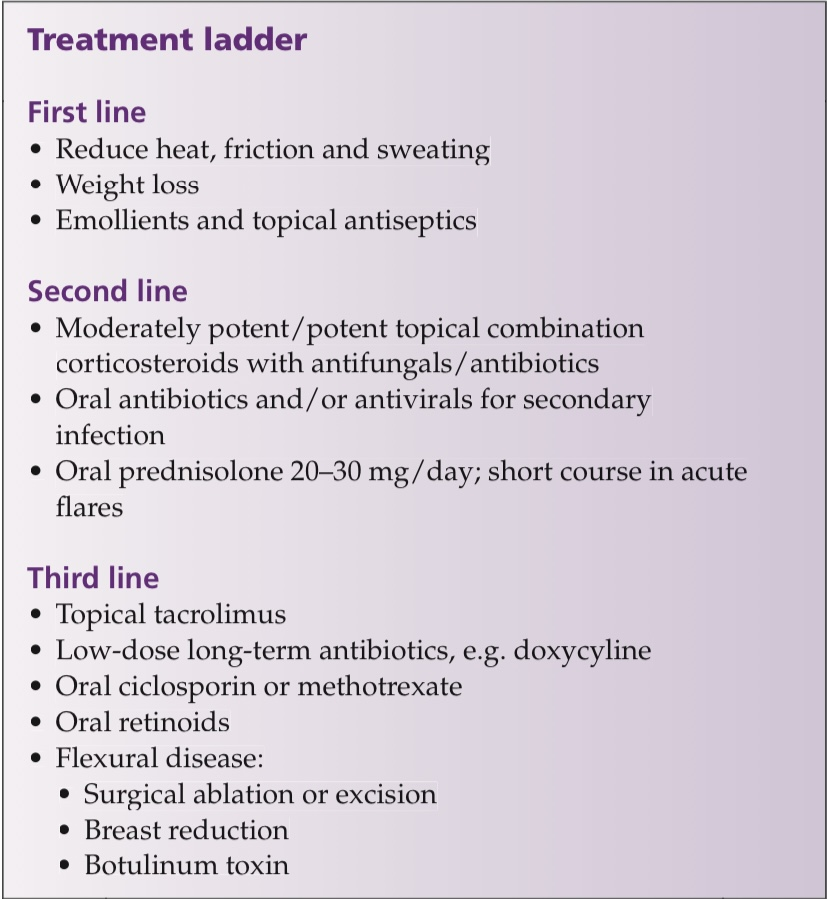 Treatment ladder
First line
• Reduce heat, friction and sweating
• Weight loss
• Emollients and topical antiseptics
Second line
• Moderately potent/potent topical combination
corticosteroids with antifungals/antibiotics
• Oral antibiotics and/or antivirals for secondary
infection
• Oral prednisolone 20–30 mg/day; short course in acute
flares
Third line
• Topical tacrolimus
• Low-dose long-term antibiotics, e.g. doxycyline
• Oral ciclosporin or methotrexate
• Oral retinoids
• Flexural disease:
• Surgical ablation or excision
• Breast reduction
• Botulinum toxin